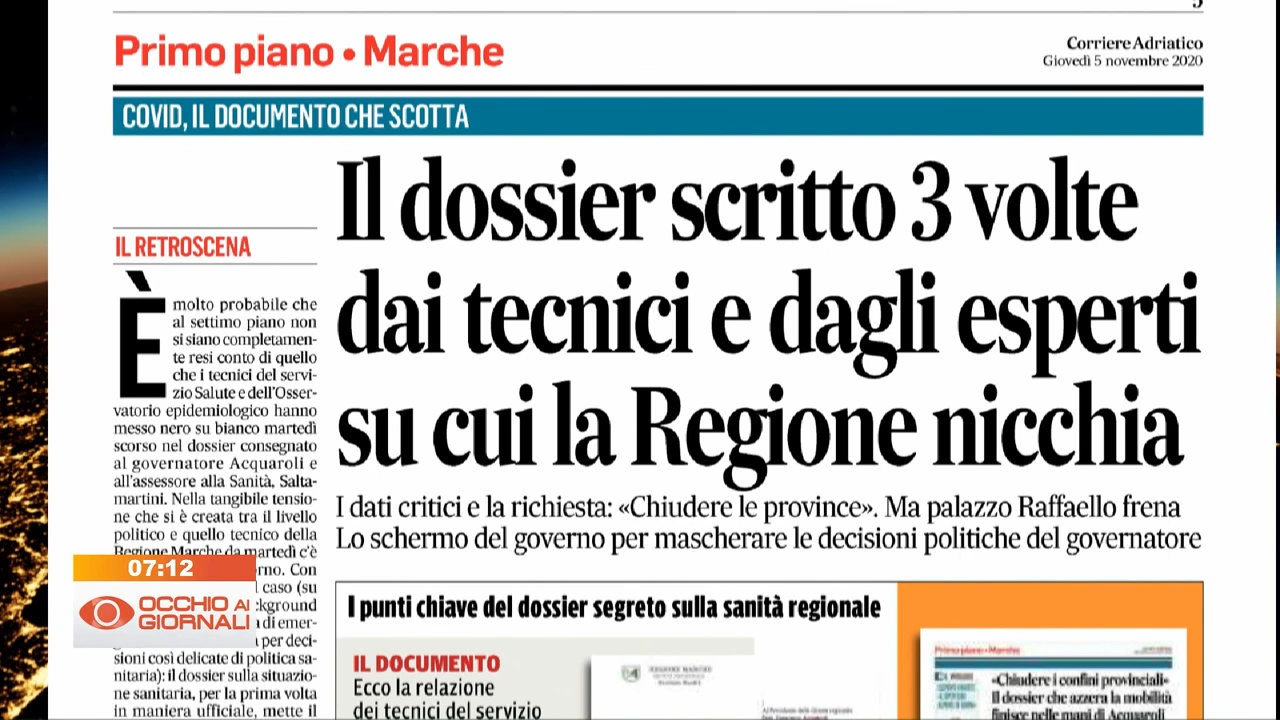 Primo piano • Marche
Corriere Adriatico
Giovedì 5 novembre 2020
COVID, IL DOCUMENTO CHE SCOTTA
Il dossier scritto 3 volte
dai tecnici e dagli esperti
su cui la Regione nicchia
I dati critici e la richiesta: «Chiudere le province». Ma palazzo Raffaello frena
Lo schermo del governo per mascherare le decisioni politiche del governatore
IL RETROSCENA
È molto probabile che
al settimo piano non
si siano completamen-
te resi conto di quello
che i tecnici del servi-
zio Salute e dell'Osser-
vatorio epidemiologico hanno
messo nero su bianco martedì
scorso nel dossier consegnato
al governatore Acquaroli e
all'assessore alla Sanità, Salta-
martini. Nella tangibile tensio-
ne che si è creata tra il livello
politico e quello tecnico della
Regione Marche da martedì c'è
rno. Con
caso (su
ckground
a di emer-
per deci-
sioni così delicate di politica sa-
nitaria): il dossier sulla situazio-
ne sanitaria, per la prima volta
in maniera ufficiale, mette il
07:12
OCCHIO AI
GIORNALI
I punti chiave del dossier segreto sulla sanità regionale
IL DOCUMENTO
Ecco la relazione
dei tecnici del servizio
Primo piano • Marche
«Chiudere i confini provinciali»
Il dossier che azzera la mobilità
finisce nelle mani di Acquaroli